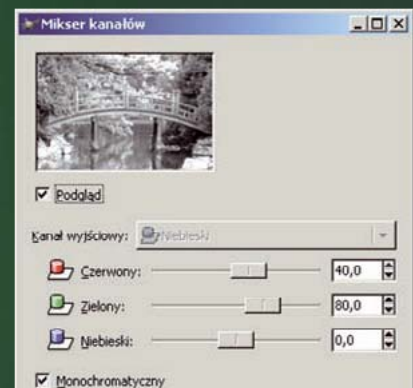 Mikser kanałów
Podgląd
Kanał wyjściowy: Niebieski
Czerwony: 40,0
Zielony: 80,0
Niebieski: 0,0
Monochromatyczny